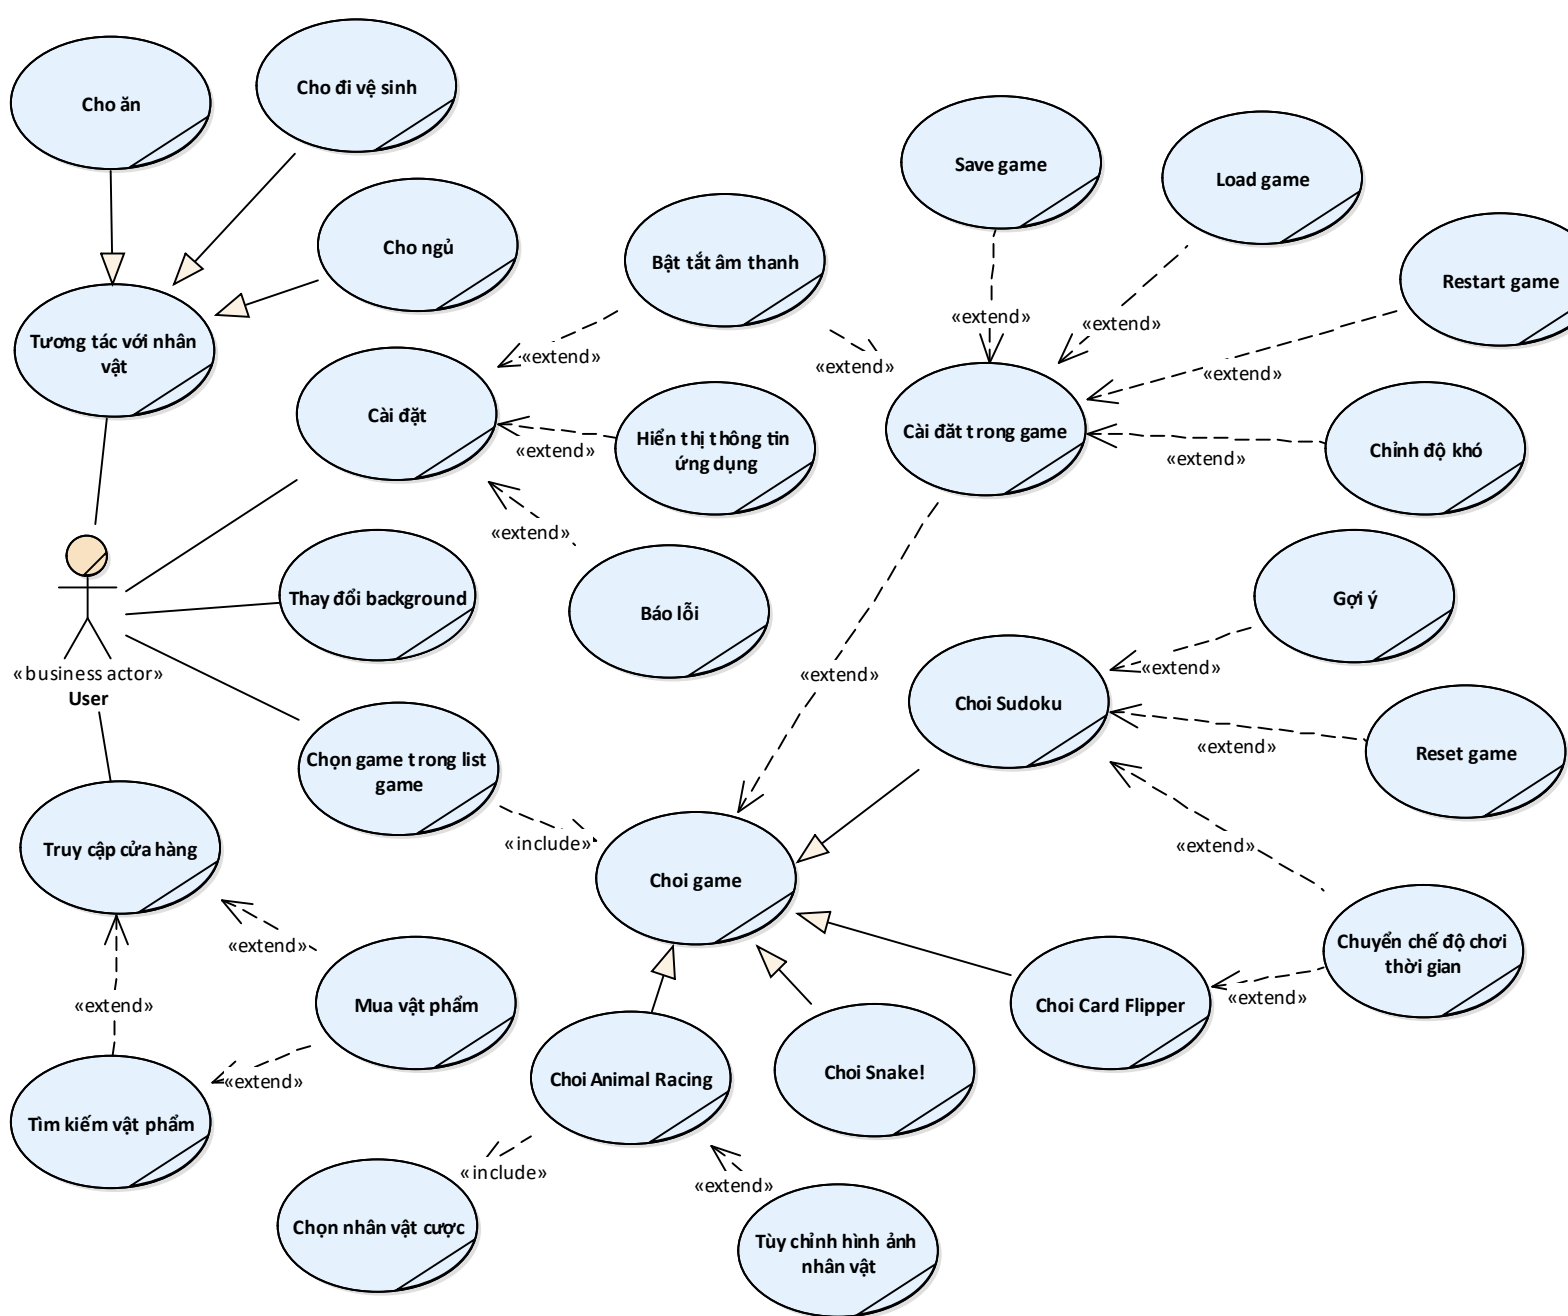 Cho ăn
Cho đi vệ sinh
Cho ngủ
Tương tác với nhân
vật
Bật tắt âm thanh
Save game
Load game
Restart game
«extend»
«extend»
«extend»
«extend»
«extend»
Cài đặt
Hiển thị thông tin
ứng dụng
«extend»
Cài đăt trong game
Chỉnh độ khó
«extend»
«extend»
Báo lỗi
Thay đổi background
«business actor»
User
«extend»
Gợi ý
«extend»
Choi Sudoku
Reset game
«extend»
Chọn game trong list
game
«include»
Choi game
«extend»
Truy cập cửa hàng
«extend»
Mua vật phẩm
«extend»
Tìm kiếm vật phẩm
«extend»
Chuyển chế độ chơi
thời gian
«extend»
Choi Card Flipper
Choi Animal Racing
Choi Snake!
«include»
«extend»
Chọn nhân vật cược
Tùy chỉnh hình ảnh
nhân vật